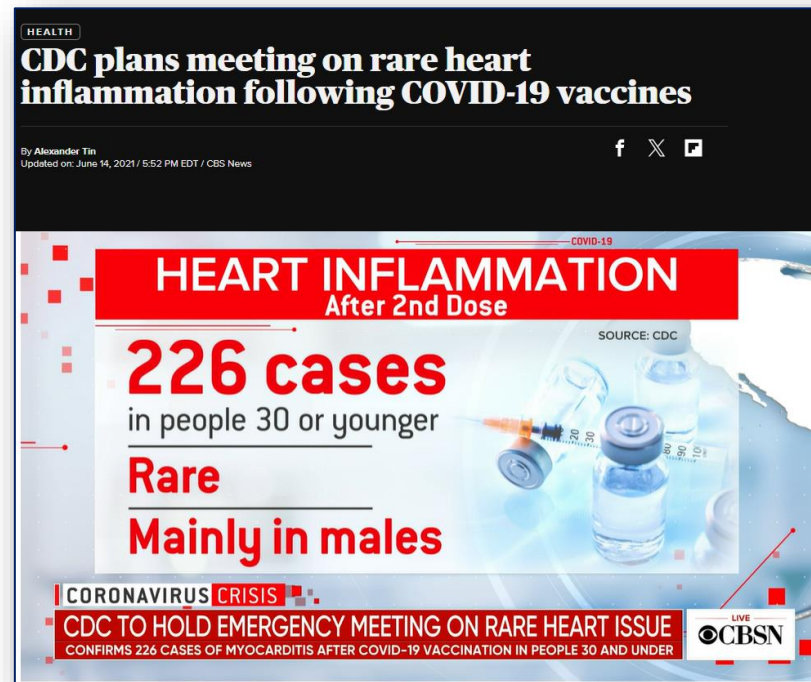 HEALTH
CDC plans meeting on rare heart
inflammation following COVID-19 vaccines
By Alexander Tin
Updated on: June 14, 2021 / 5:52 PM EDT / CBS News
COVID-19
HEART INFLAMMATION
After 2nd Dose
SOURCE: CDC
226 cases
in people 30 or younger
Rare
Mainly in males
CORONAVIRUS CRISIS
CDC TO HOLD EMERGENCY MEETING ON RARE HEART ISSUE
CONFIRMS 226 CASES OF MYOCARDITIS AFTER COVID-19 VACCINATION IN PEOPLE 30 AND UNDER
LIVE
CBSN